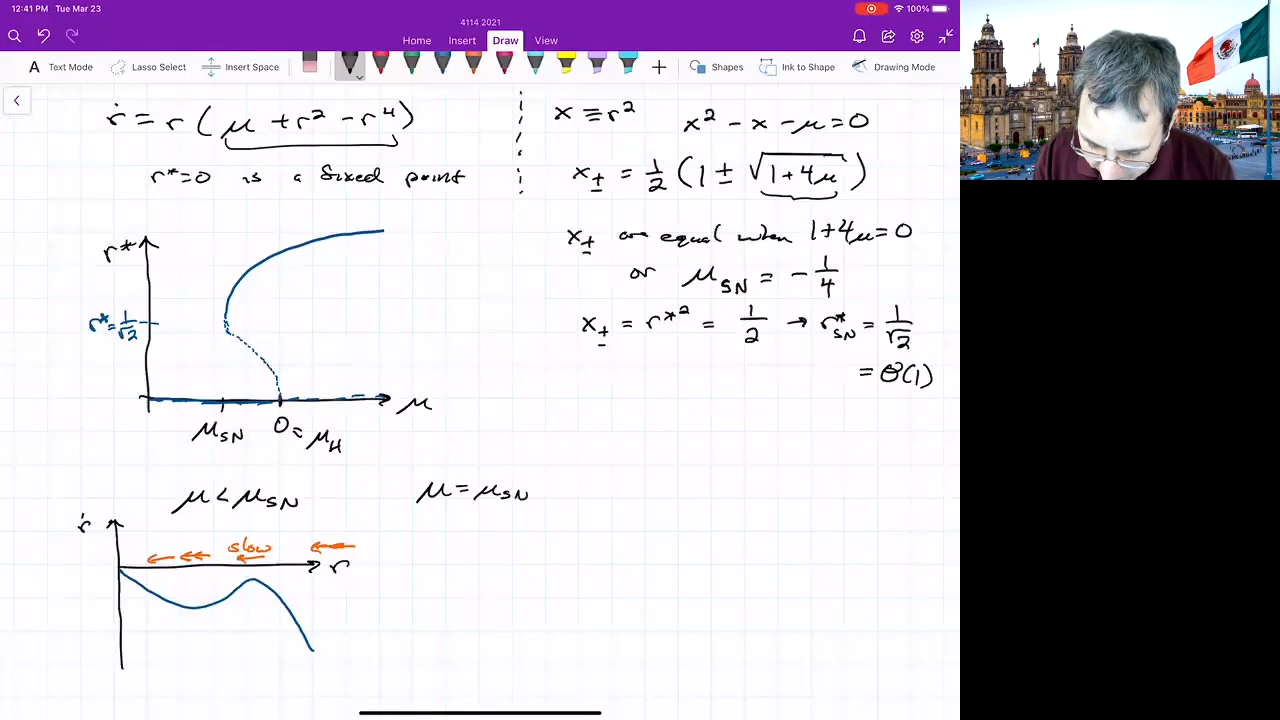 12:41 PM Tue Mar 23
100%
4114 2021
Home Insert Draw View
Text Mode Lasso Select Insert Space Shapes Ink to Shape Drawing Mode
ṙ = r (μ + r² - r⁴)
r*=0 is a fixed point
x ≡ r² x² - x - μ = 0
x± = 1/2 (1 ± √(1+4μ))
x± are equal when 1+4μ=0
or μSN = -1/4
x± = r*² = 1/2 → r*SN = 1/√2
= O(1)
r*
r*=1/√2
μ
μSN 0=μH
μ < μSN
μ = μSN
ṙ
slow
r